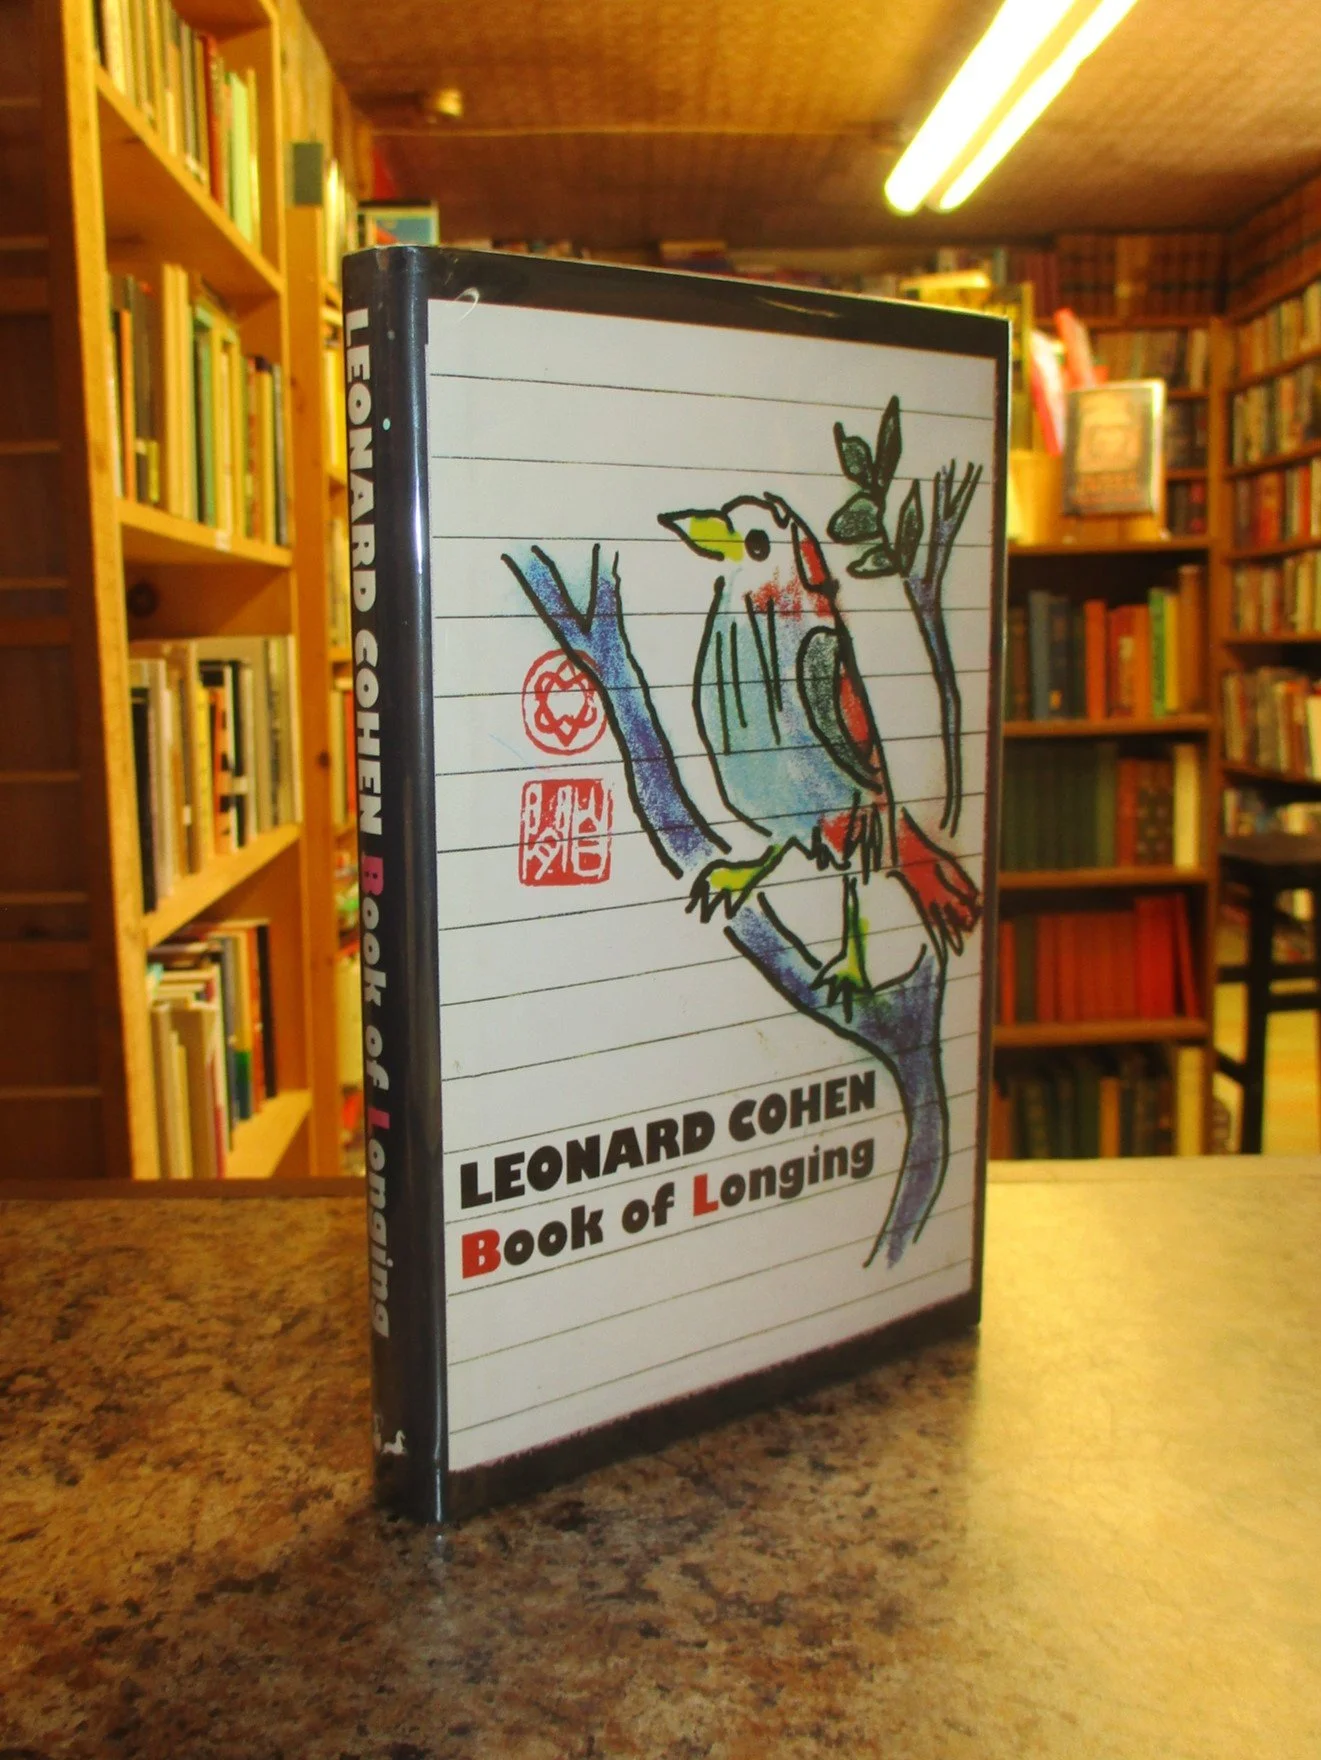 LEONARD COHEN Book of Longing
LEONARD COHEN
Book of Longing